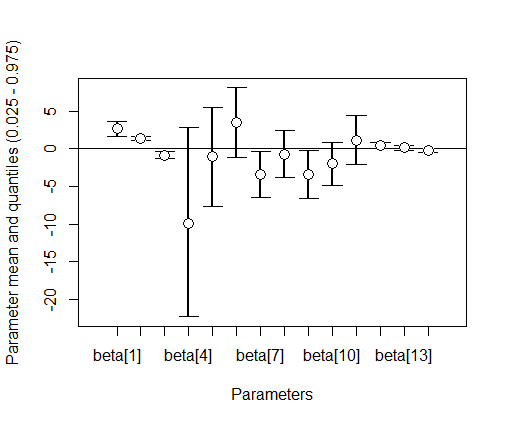 Parameter mean and quantiles (0.025 - 0.975)
5
0
-5
-10
-15
-20
beta[1] beta[4] beta[7] beta[10] beta[13]
Parameters